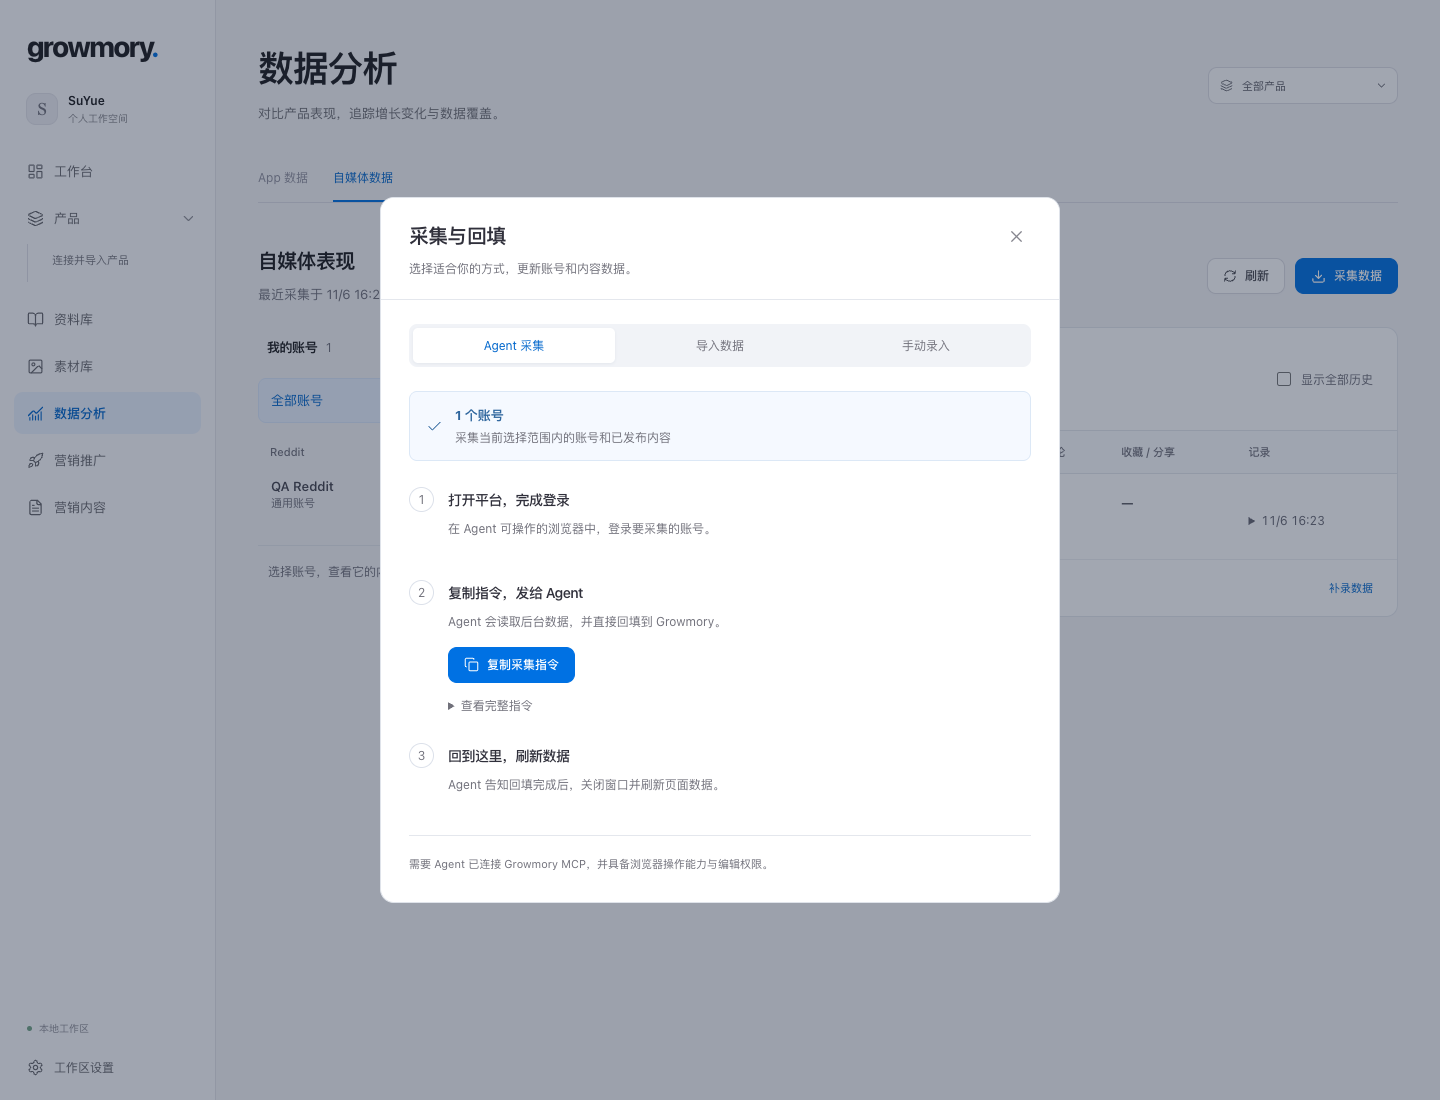 growmory.
S
SuYue
个人工作空间
工作台
产品
连接并导入产品
资料库
素材库
数据分析
营销推广
营销内容
本地工作区
工作区设置
数据分析
对比产品表现，追踪增长变化与数据覆盖。
全部产品
App 数据
自媒体数据
自媒体表现
最近采集于 11/6 16:2
刷新
采集数据
我的账号 1
全部账号
Reddit
QA Reddit
通用账号
选择账号，查看它的
显示全部历史
收藏 / 分享
记录
—
11/6 16:23
补录数据
采集与回填
选择适合你的方式，更新账号和内容数据。
Agent 采集
导入数据
手动录入
1 个账号
采集当前选择范围内的账号和已发布内容
1
打开平台，完成登录
在 Agent 可操作的浏览器中，登录要采集的账号。
2
复制指令，发给 Agent
Agent 会读取后台数据，并直接回填到 Growmory。
复制采集指令
查看完整指令
3
回到这里，刷新数据
Agent 告知回填完成后，关闭窗口并刷新页面数据。
需要 Agent 已连接 Growmory MCP，并具备浏览器操作能力与编辑权限。